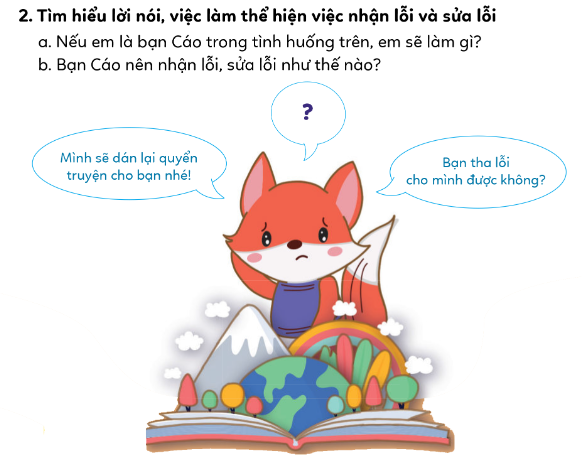 2. Tìm hiểu lời nói, việc làm thể hiện việc nhận lỗi và sửa lỗi
a. Nếu em là bạn Cáo trong tình huống trên, em sẽ làm gì?
b. Bạn Cáo nên nhận lỗi, sửa lỗi như thế nào?
?
Mình sẽ dán lại quyển
truyện cho bạn nhé!
Bạn tha lỗi
cho mình được không?